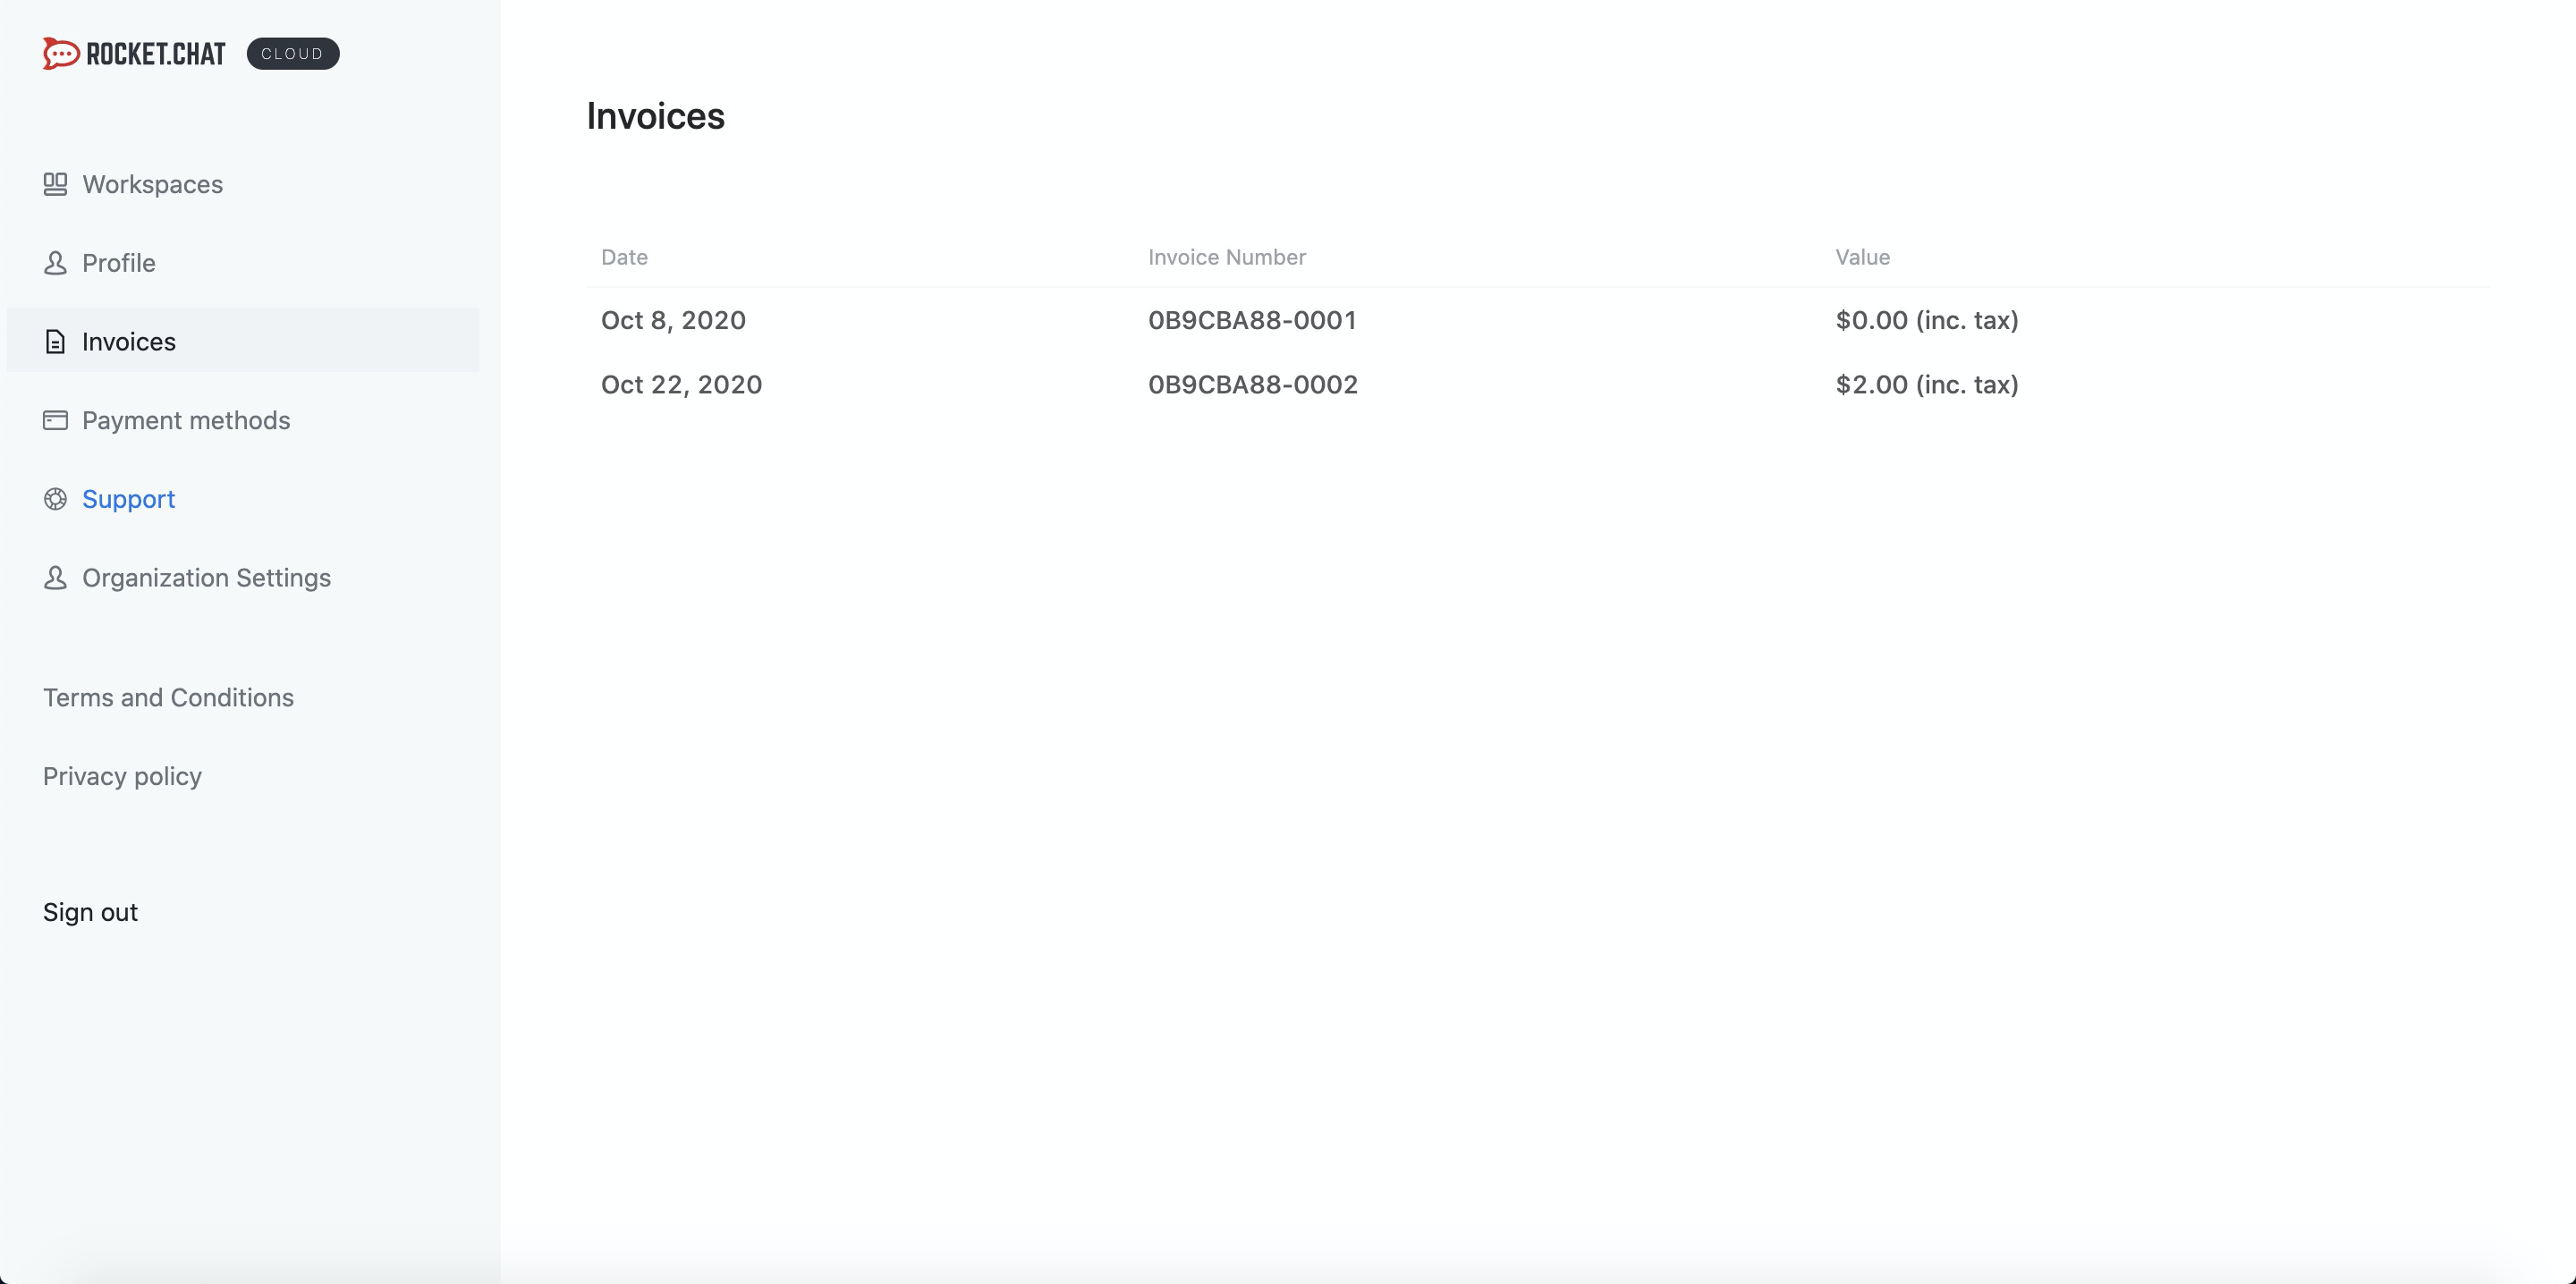 ROCKET.CHAT CLOUD
Workspaces
Profile
Invoices
Payment methods
Support
Organization Settings
Terms and Conditions
Privacy policy
Sign out
Invoices
Date Invoice Number Value
Oct 8, 2020 0B9CBA88-0001 $0.00 (inc. tax)
Oct 22, 2020 0B9CBA88-0002 $2.00 (inc. tax)